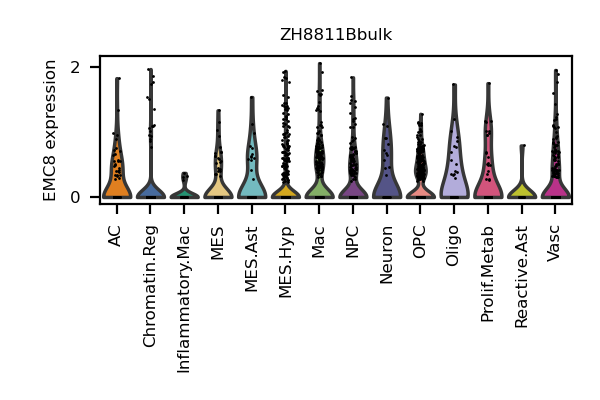 ZH8811Bbulk
EMC8 expression
2
0
AC
Chromatin.Reg
Inflammatory.Mac
MES
MES.Ast
MES.Hyp
Mac
NPC
Neuron
OPC
Oligo
Prolif.Metab
Reactive.Ast
Vasc